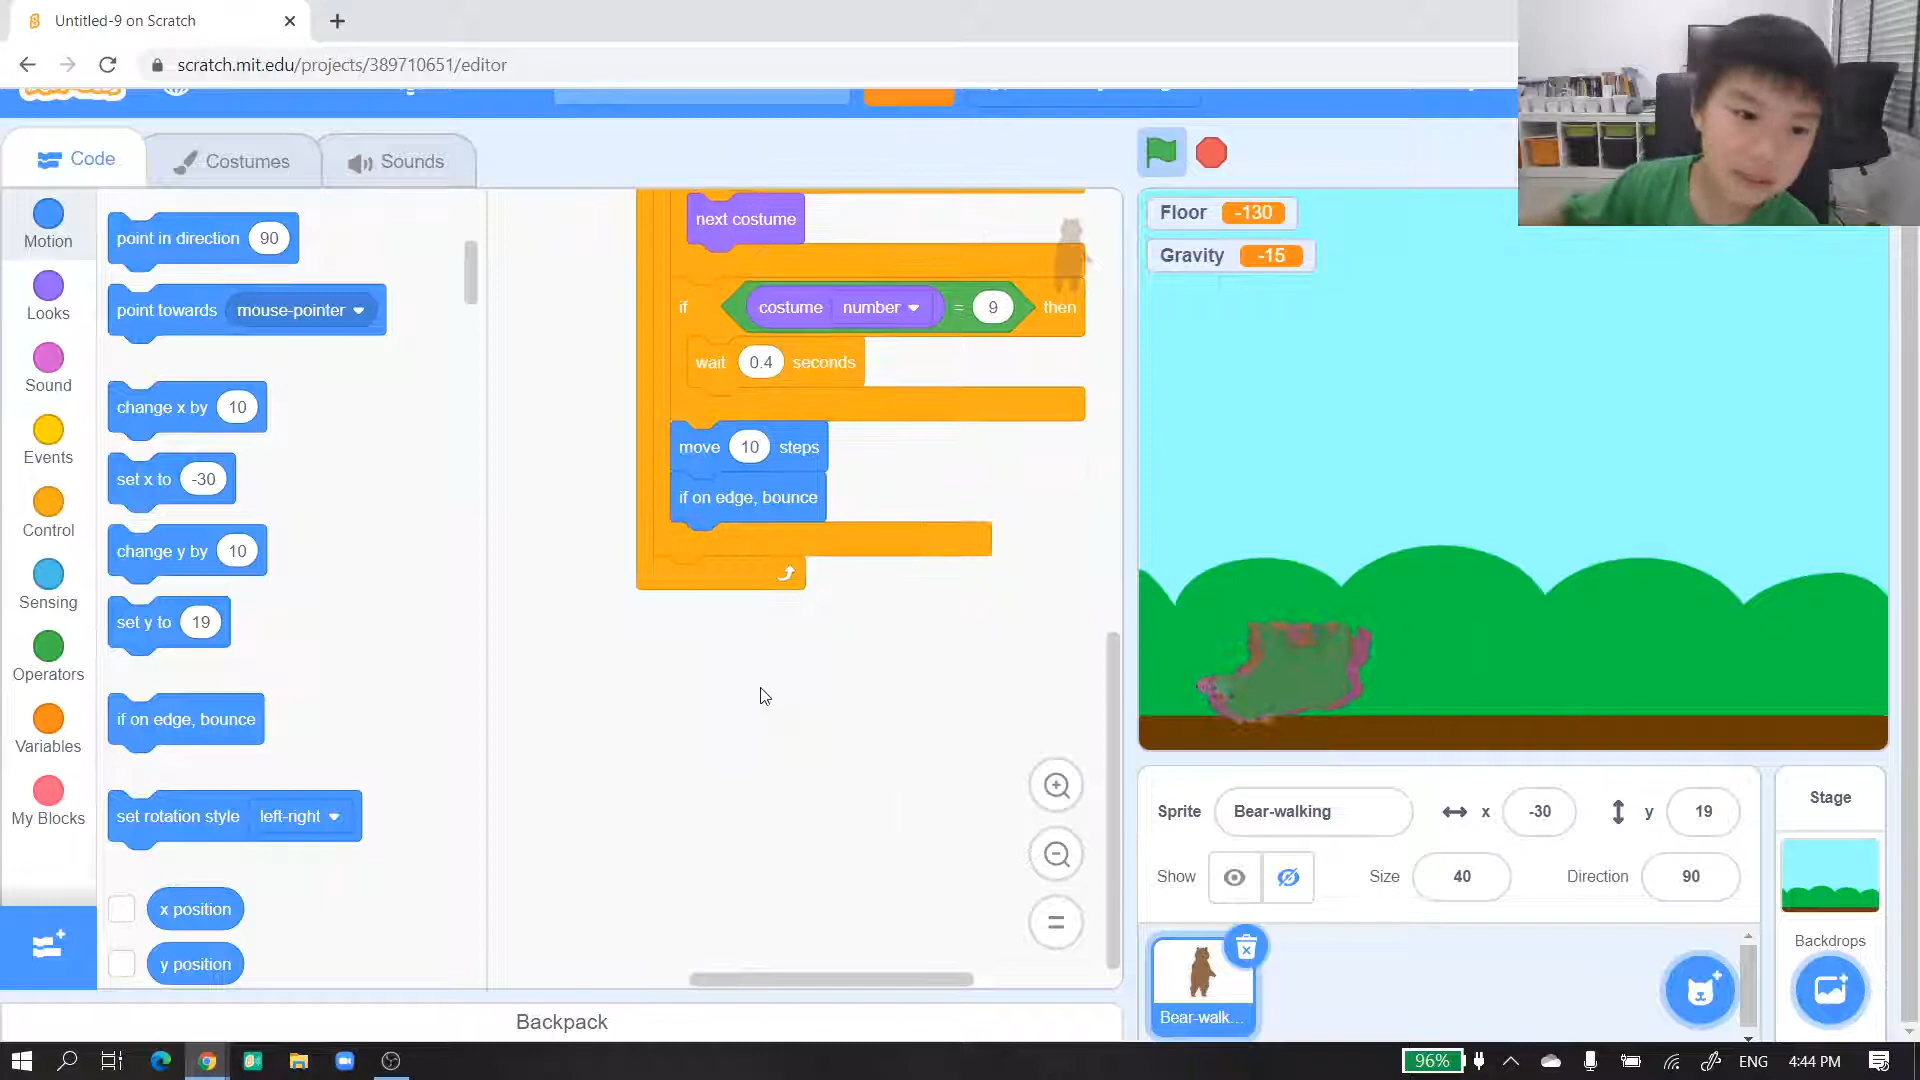 Untitled-9 on Scratch
scratch.mit.edu/projects/389710651/editor
Code
Costumes
Sounds
Motion
Looks
Sound
Events
Control
Sensing
Operators
Variables
My Blocks
point in direction 90
point towards mouse-pointer
change x by 10
set x to -30
change y by 10
set y to 19
if on edge, bounce
set rotation style left-right
x position
y position
next costume
if costume number = 9 then
wait 0.4 seconds
move 10 steps
if on edge, bounce
Backpack
Floor -130
Gravity -15
Sprite Bear-walking x -30 y 19
Show Size 40 Direction 90
Bear-walk...
Stage
Backdrops
96% ENG 4:44 PM